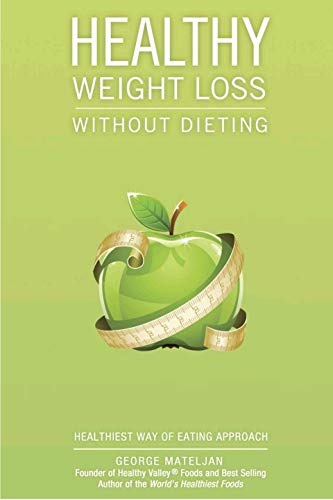 HEALTHY
WEIGHT LOSS
WITHOUT DIETING
HEALTHIEST WAY OF EATING APPROACH
GEORGE MATELJAN
Founder of Healthy Valley® Foods and Best Selling
Author of the World's Healthiest Foods